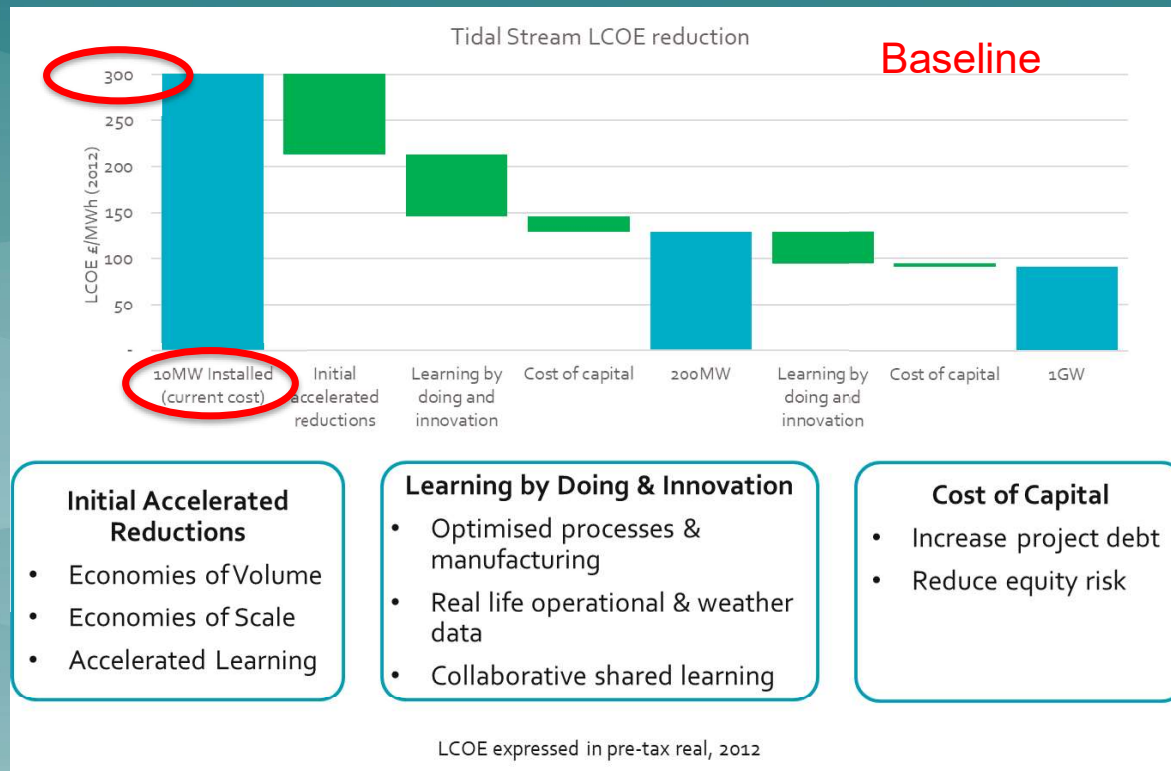 Tidal Stream LCOE reduction
Baseline
LCOE £/MWh (2012)
300
250
200
150
100
50
-
10MW Installed
(current cost)
Initial
accelerated
reductions
Learning by
doing and
innovation
Cost of capital
200MW
Learning by
doing and
innovation
Cost of capital
1GW
Initial Accelerated
Reductions
• Economies of Volume
• Economies of Scale
• Accelerated Learning
Learning by Doing & Innovation
• Optimised processes &
manufacturing
• Real life operational & weather
data
• Collaborative shared learning
Cost of Capital
• Increase project debt
• Reduce equity risk
LCOE expressed in pre-tax real, 2012